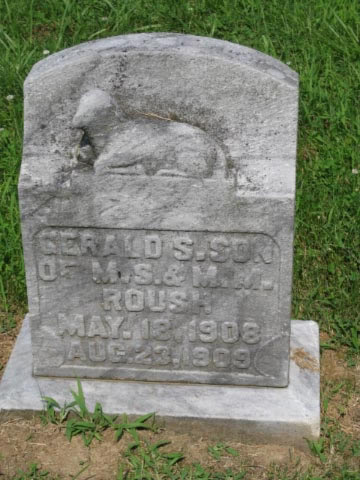 GERALD S. SON
OF M.S. & M.M.
ROUSH
MAY. 18, 1908
AUG. 23, 1909